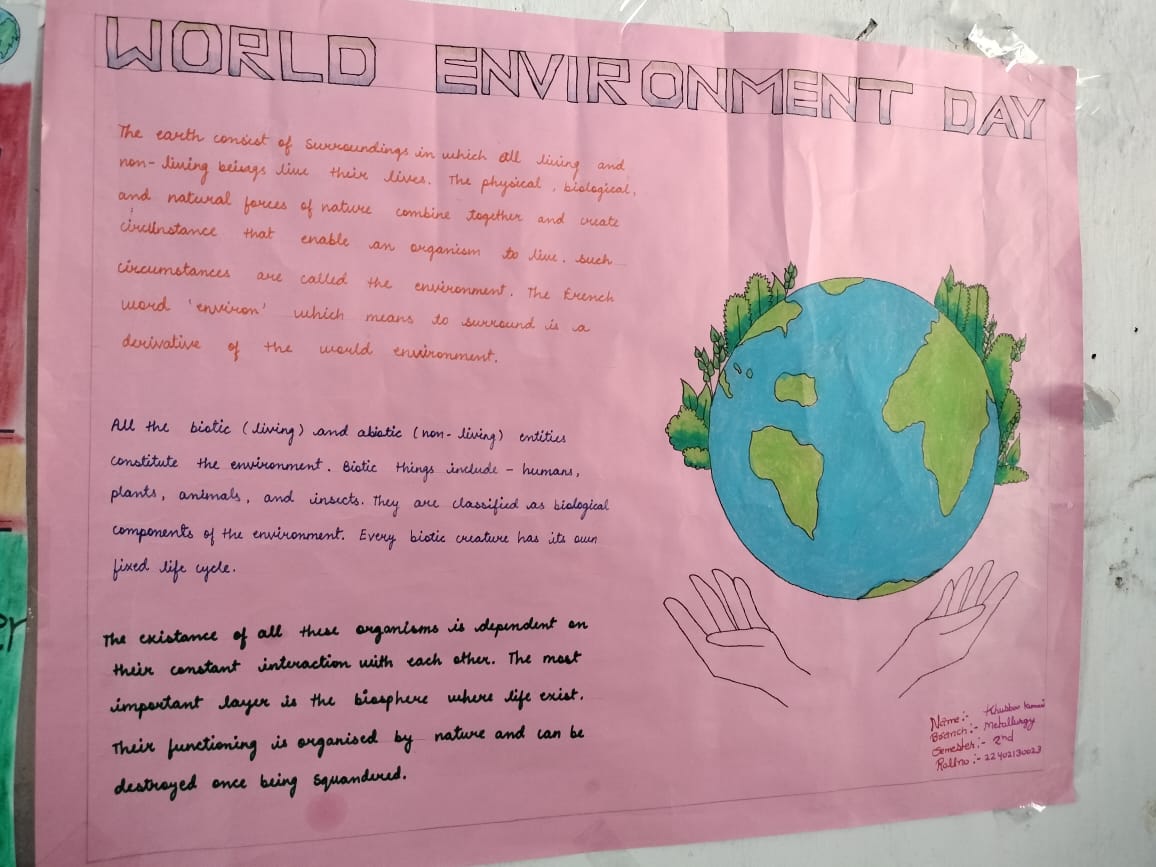 WORLD ENVIRONMENT DAY
The earth consist of surroundings in which all living and
non-living beings live their lives. The physical, biological,
and natural forces of nature combine together and create
circumstance that enable an organism to live. such
circumstances are called the environment. The French
word 'environ' which means to surround is a
derivative of the world environment.
All the biotic (living) and abiotic (non-living) entities
constitute the environment. Biotic things include - humans,
plants, animals, and insects. They are classified as biological
components of the environment. Every biotic creature has its own
fixed life cycle.
The existance of all these organisms is dependent on
their constant interaction with each other. The most
important layer is the biosphere where life exist.
Their functioning is organised by nature and can be
destroyed once being squandered.
Name:- Khushboo Kumari
Branch:- Metallurgy
Semester:- 2nd
Rollno:- 22402130023
er